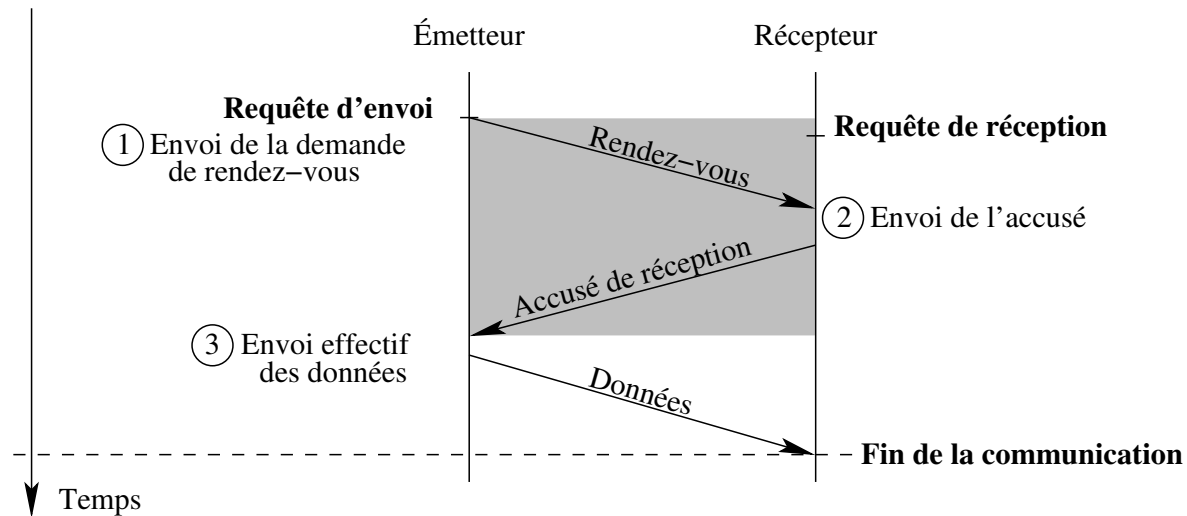 Émetteur
Récepteur
Requête d'envoi
1 Envoi de la demande
de rendez−vous
Rendez−vous
Requête de réception
2 Envoi de l'accusé
Accusé de réception
3 Envoi effectif
des données
Données
Fin de la communication
Temps